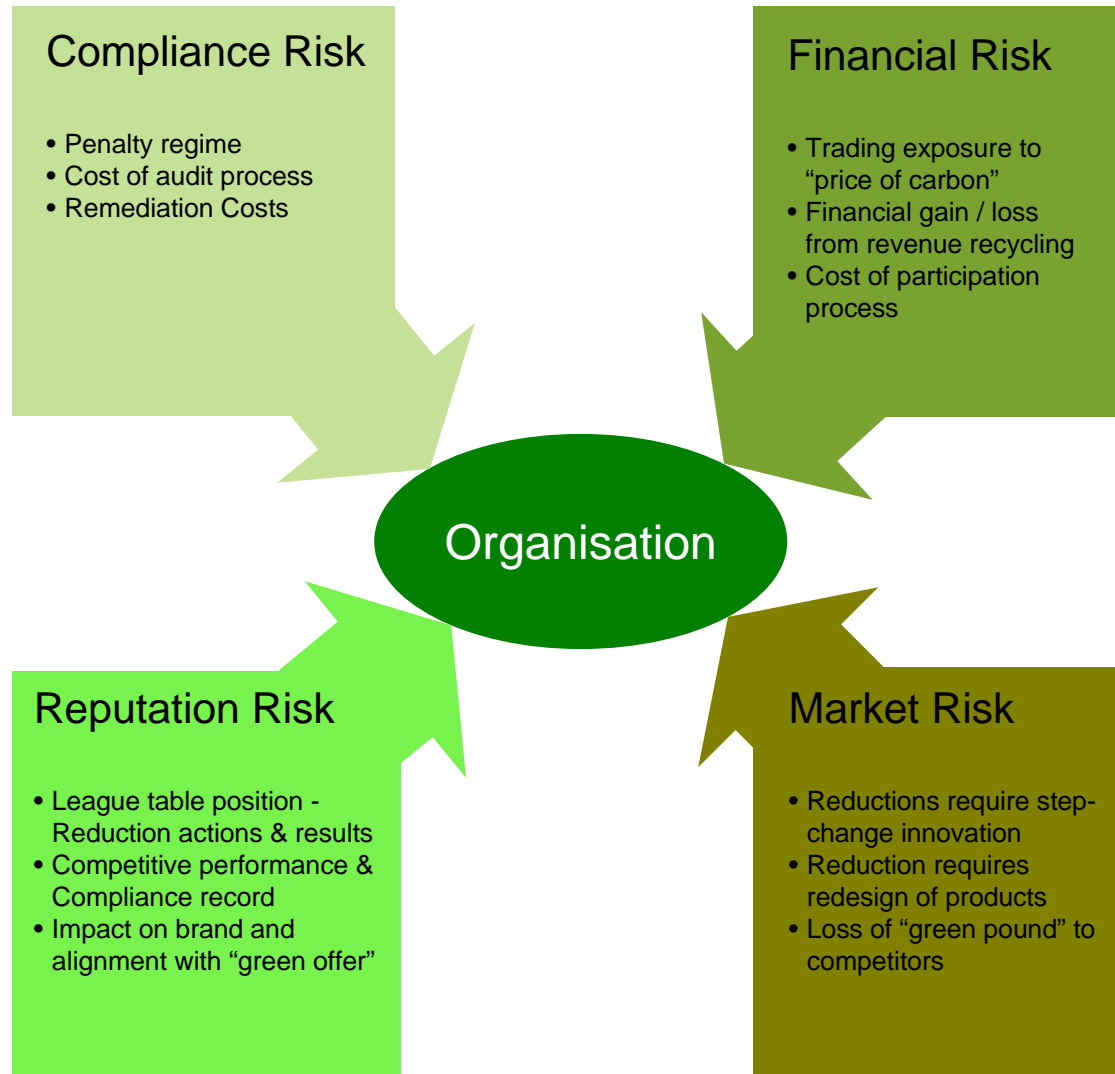 Compliance Risk
• Penalty regime
• Cost of audit process
• Remediation Costs
Financial Risk
• Trading exposure to
“price of carbon”
• Financial gain / loss
from revenue recycling
• Cost of participation
process
Organisation
Reputation Risk
• League table position -
Reduction actions & results
• Competitive performance &
Compliance record
• Impact on brand and
alignment with “green offer”
Market Risk
• Reductions require step-
change innovation
• Reduction requires
redesign of products
• Loss of “green pound” to
competitors